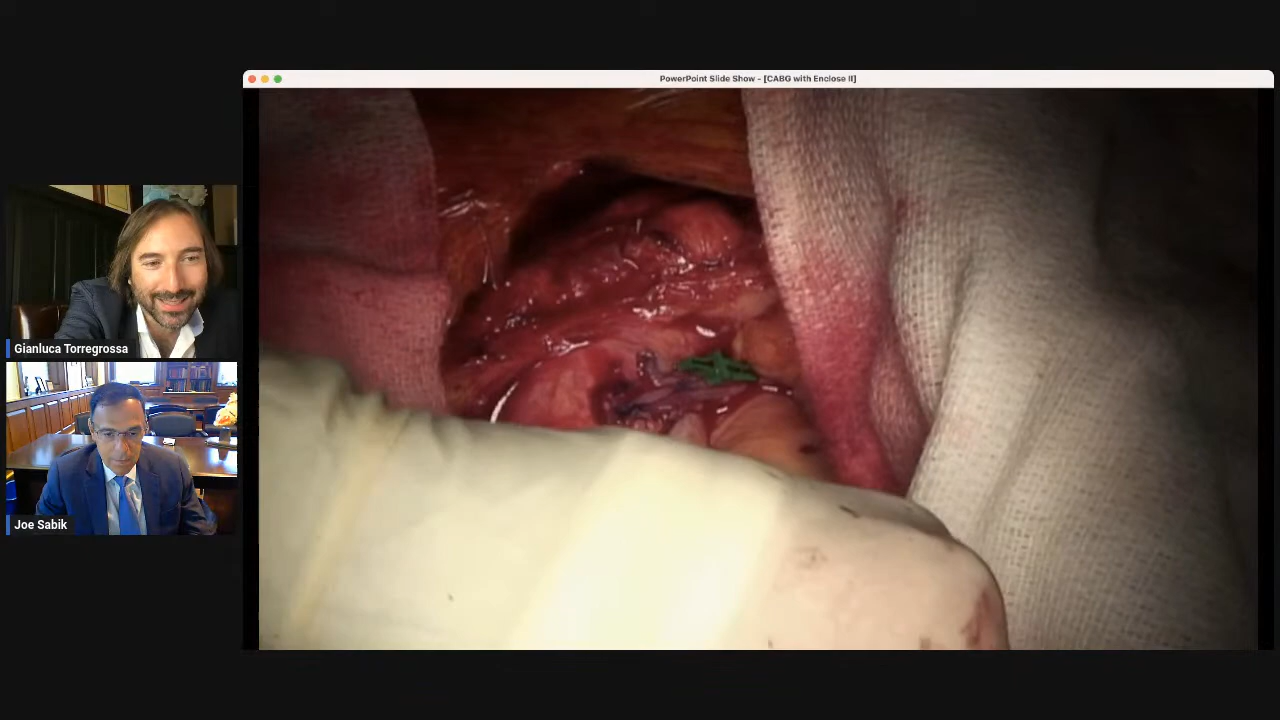 PowerPoint Slide Show - [CABG with Enclose II]
Gianluca Torregrossa
Joe Sabik